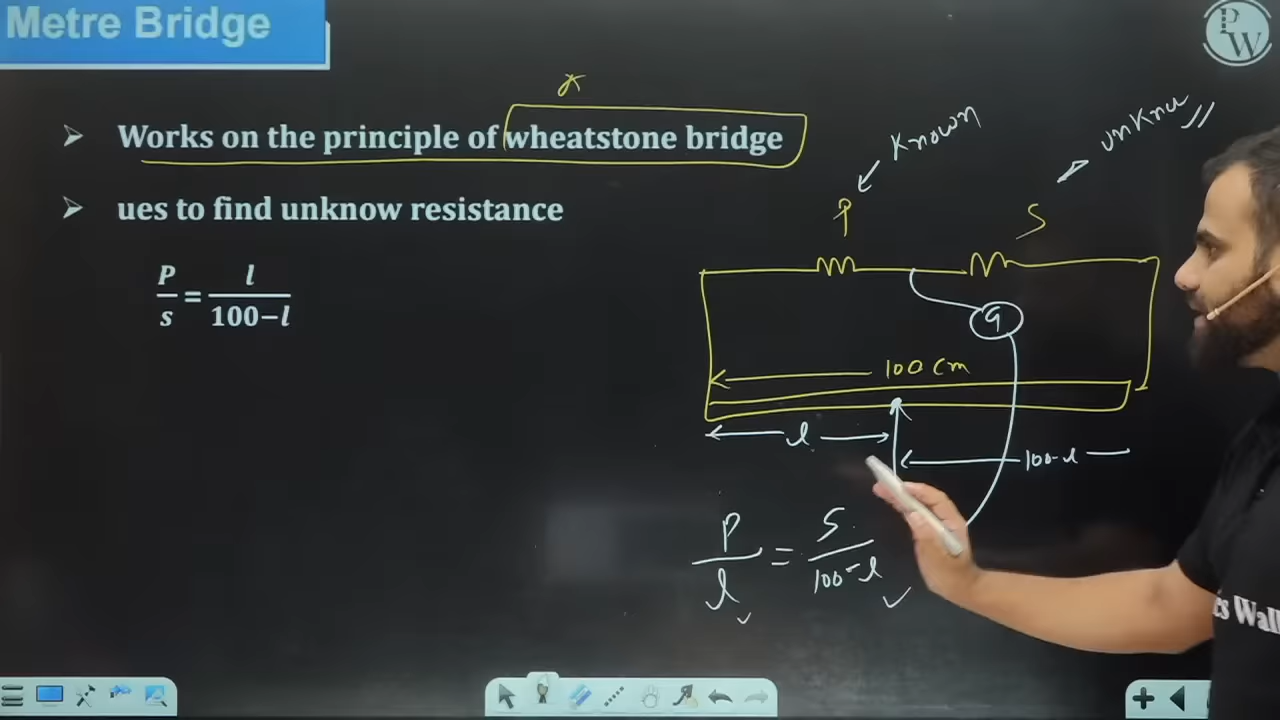 Metre Bridge
PW
➤ Works on the principle of wheatstone bridge
➤ ues to find unknow resistance
P/s = l/100−l
Known
unknw
P
S
G
100 cm
l
100-l
P/l = S/100-l
s Wall